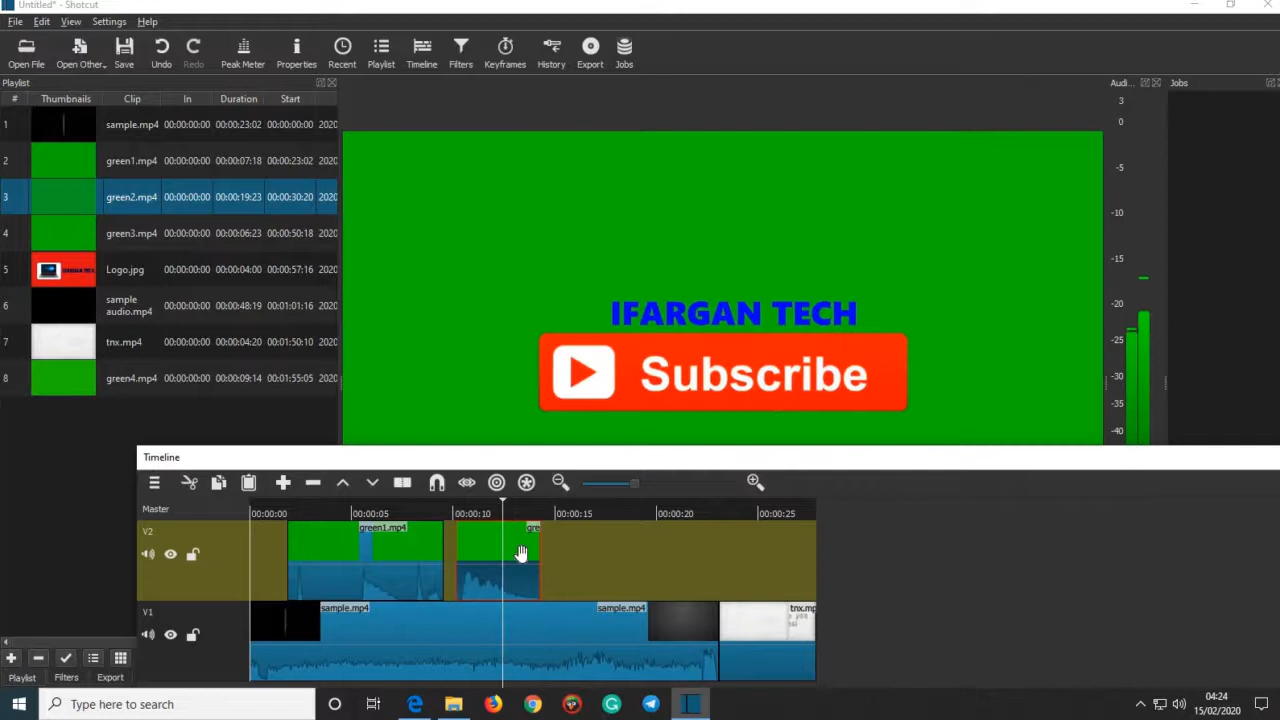 Untitled* - Shotcut
File Edit View Settings Help
Open File Open Other... Save Undo Redo Peak Meter Properties Recent Playlist Timeline Filters Keyframes History Export Jobs
Playlist
# Thumbnails Clip In Duration Start
1 sample.mp4 00:00:00:00 00:00:23:02 00:00:00:00 2020
2 green1.mp4 00:00:00:00 00:00:07:18 00:00:23:02 2020
3 green2.mp4 00:00:00:00 00:00:19:23 00:00:30:20 2020
4 green3.mp4 00:00:00:00 00:00:06:23 00:00:50:18 2020
5 Logo.jpg 00:00:00:00 00:00:04:00 00:00:57:16 2020
6 sample audio.mp4 00:00:00:00 00:00:48:19 00:01:01:16 2020
7 tnx.mp4 00:00:00:00 00:00:04:20 00:01:50:10 2020
8 green4.mp4 00:00:00:00 00:00:09:14 00:01:55:05 2020
IFARGAN TECH
Subscribe
Audi...
3
0
-5
-10
-15
-20
-25
-30
-35
-40
Jobs
Timeline
Master
00:00:00 00:00:05 00:00:10 00:00:15 00:00:20 00:00:25
V2
green1.mp4 gre
V1
sample.mp4 sample.mp4 tnx.mp
Playlist Filters Export
Type here to search
04:24
15/02/2020